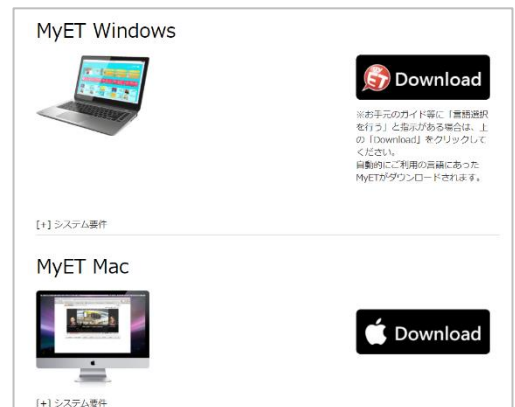 MyET Windows
ET Download
※お手元のガイド等に「言語選択
を行う」と指示がある場合は、上
の「Download」をクリックして
ください。
自動的にご利用の言語にあった
MyETがダウンロードされます。
[+] システム要件
MyET Mac
Download
[+] システム要件